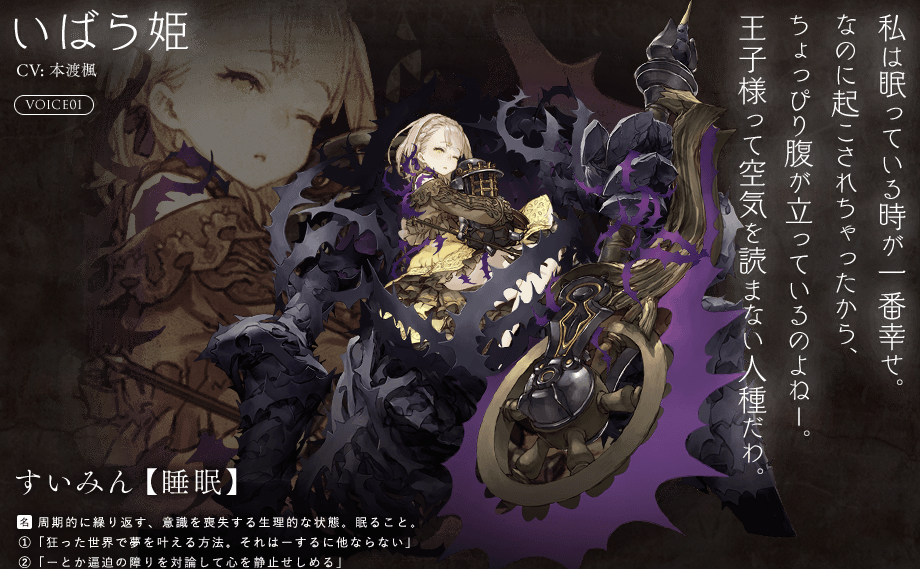 いばら姫
CV: 本渡楓
VOICE01
私は眠っている時が一番幸せ。
なのに起こされちゃったから、
ちょっぴり腹が立っているのよねー。
王子様って空気を読まない人種だわ。
すいみん【睡眠】
名 周期的に繰り返す、意識を喪失する生理的な状態。眠ること。
①「狂った世界で夢を叶える方法。それは―するに他ならない」
②「―とか逼迫の障りを対論して心を静止せしめる」